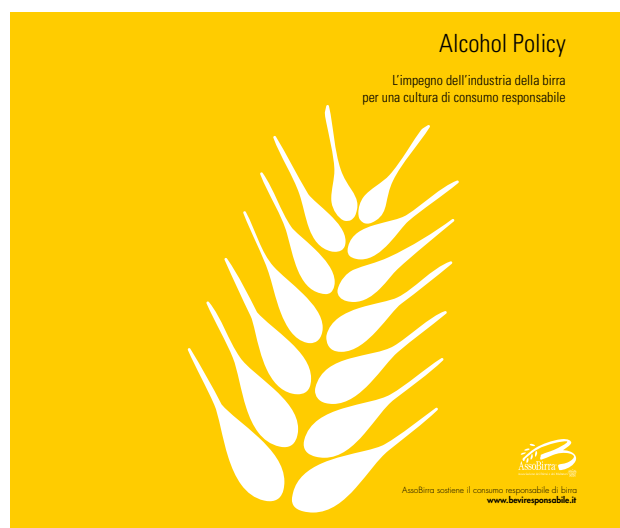 Alcohol Policy
L'impegno dell'industria della birra
per una cultura di consumo responsabile
AssoBirra
AssoBirra sostiene il consumo responsabile di birra
www.beviresponsabile.it